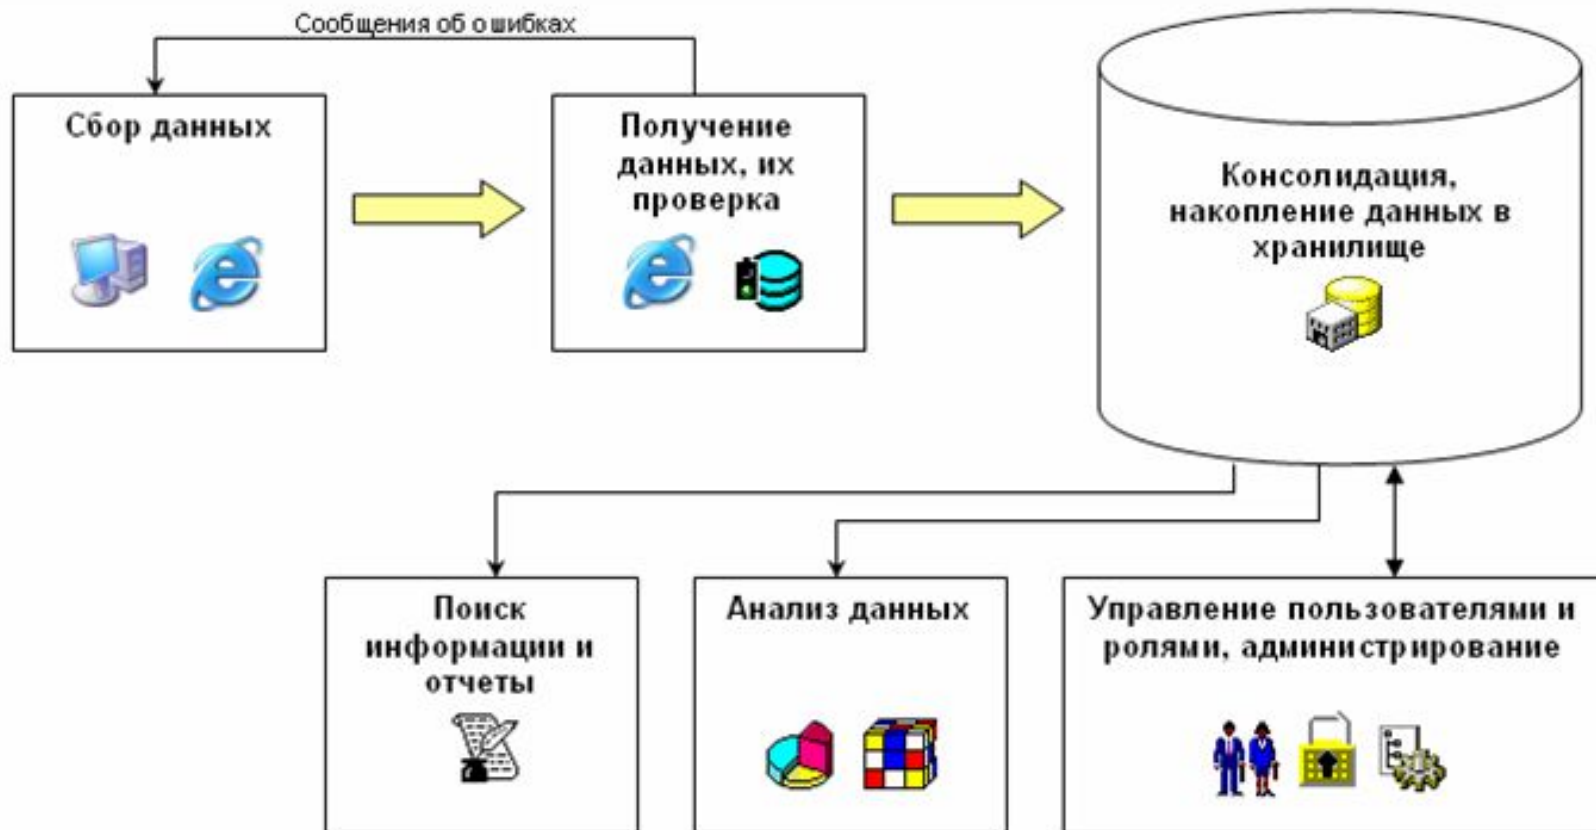 Сообщения об ошибках
Сбор данных
Получение
данных, их
проверка
Консолидация,
накопление данных в
хранилище
Поиск
информации и
отчеты
Анализ данных
Управление пользователями и
ролями, администрирование